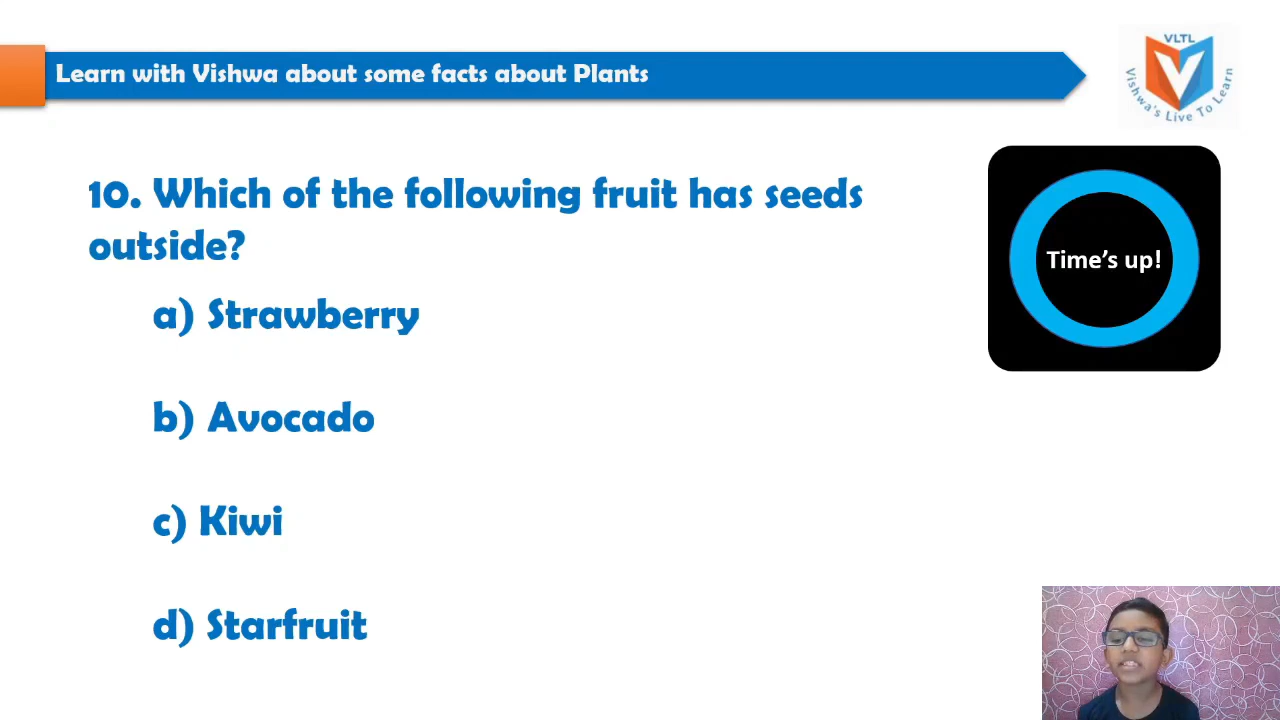 Learn with Vishwa about some facts about Plants
VLTL
Vishwa's Live To Learn
10. Which of the following fruit has seeds
outside?
Time's up!
a) Strawberry
b) Avocado
c) Kiwi
d) Starfruit